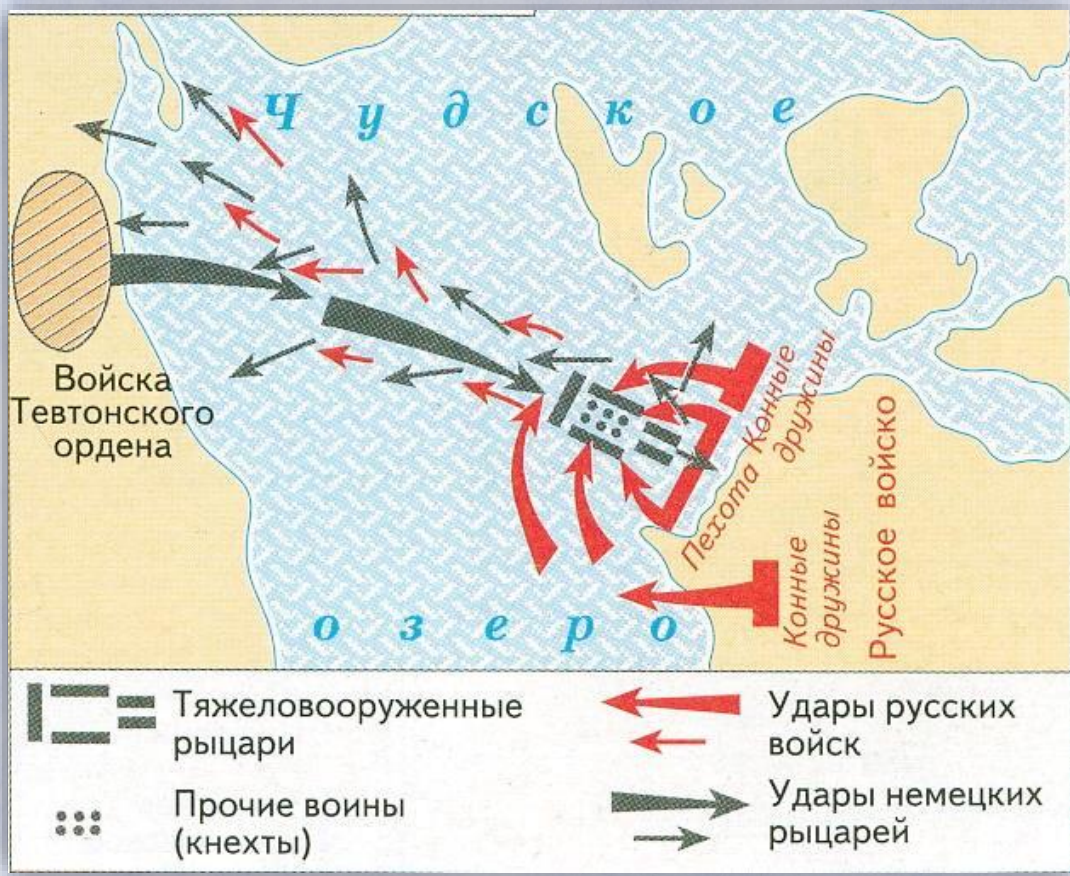 Чудское
Войска
Тевтонского
ордена
Конные
дружины
Пехота
Конные
дружины
Русское войско
озеро
Тяжеловооруженные
рыцари
Прочие воины
(кнехты)
Удары русских
войск
Удары немецких
рыцарей